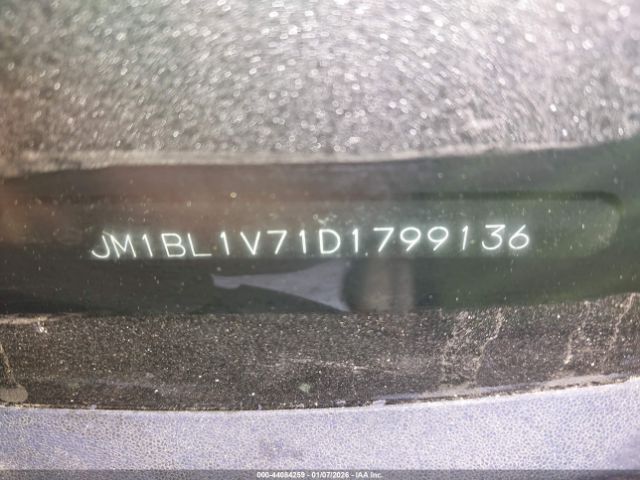 JM1BL1V71D1799136
000-44084259 | 01/07/2026 | IAA Inc.